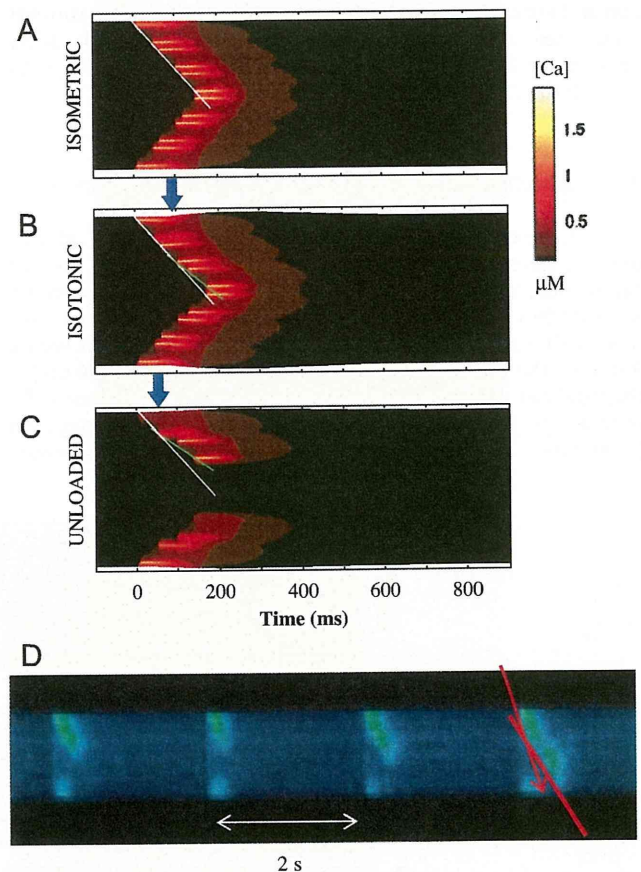 A
ISOMETRIC
[Ca]
1.5
1
0.5
μM
B
ISOTONIC
C
UNLOADED
0 200 400 600 800
Time (ms)
D
2 s